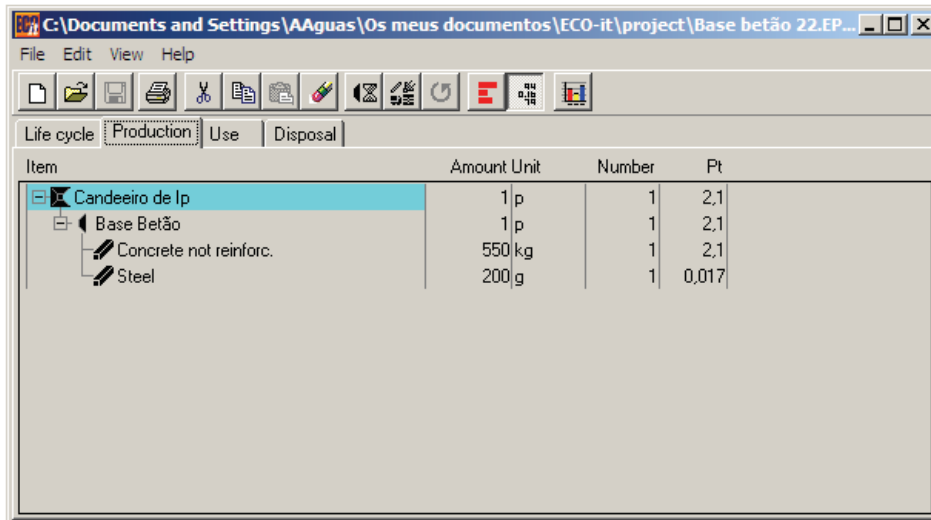 C:\Documents and Settings\AAguas\Os meus documentos\ECO-it\project\Base betão 22.EP...
File Edit View Help
Life cycle Production Use Disposal
Item Amount Unit Number Pt
Candeeiro de Ip 1 p 1 2,1
Base Betão 1 p 1 2,1
Concrete not reinforc. 550 kg 1 2,1
Steel 200 g 1 0,017